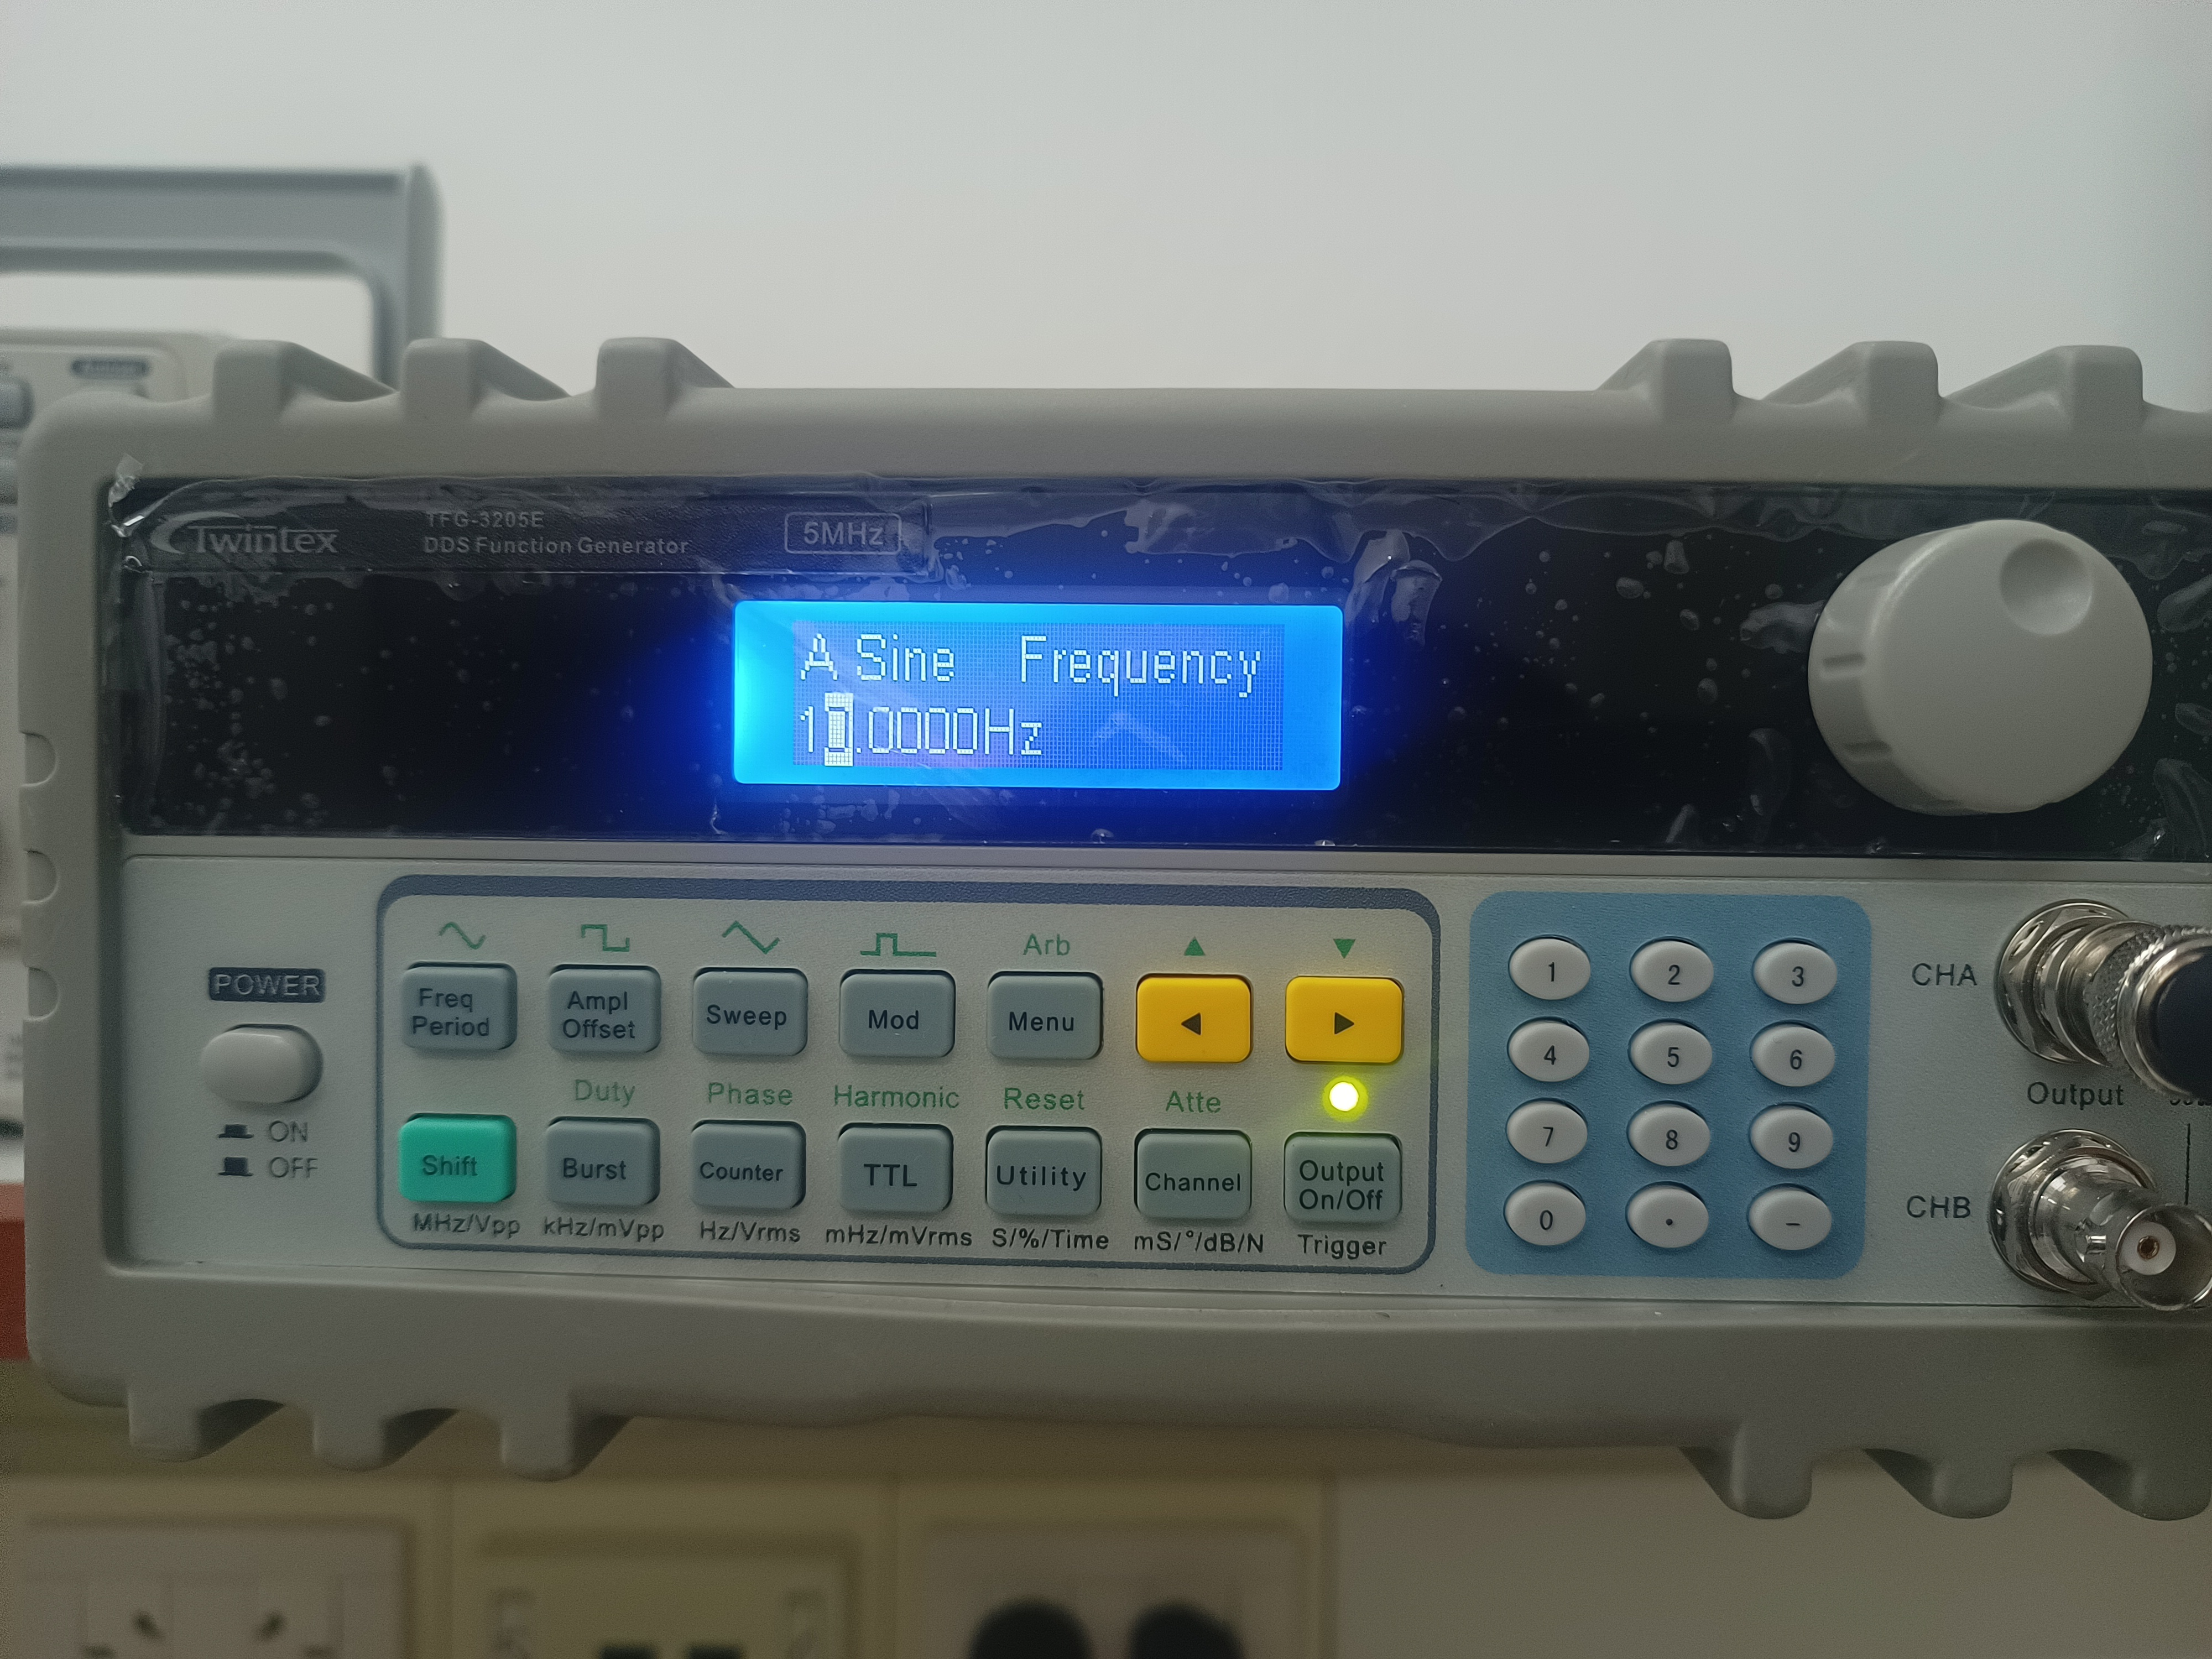 Twintex
TFG-3205E
DDS Function Generator
5MHz
A Sine Frequency
10.0000Hz
POWER
ON
OFF
Arb
Freq
Period
Ampl
Offset
Sweep
Mod
Menu
Duty
Phase
Harmonic
Reset
Atte
Shift
Burst
Counter
TTL
Utility
Channel
Output
On/Off
MHz/Vpp
kHz/mVpp
Hz/Vrms
mHz/mVrms
S/%/Time
mS/°/dB/N
Trigger
1 2 3
4 5 6
7 8 9
0 . –
CHA
Output
CHB